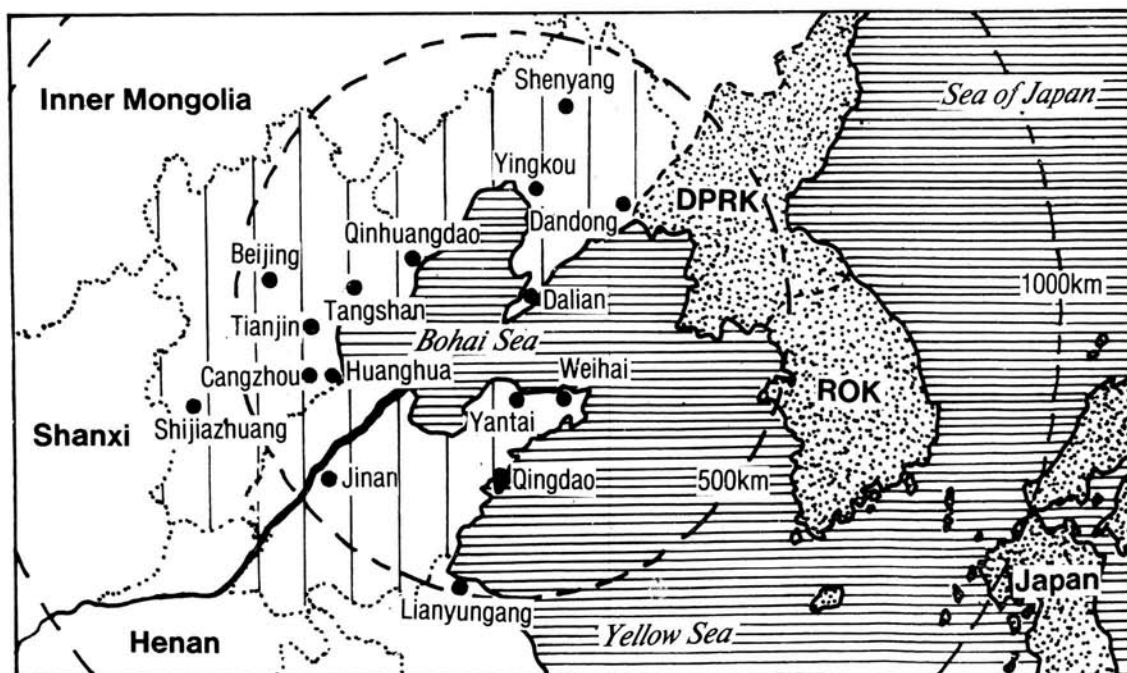 Inner Mongolia
Shenyang
Sea of Japan
Yingkou
DPRK
Dandong
Qinhuangdao
Beijing
1000km
Tangshan
Dalian
Tianjin
Bohai Sea
Weihai
Cangzhou
Huanghua
ROK
Yantai
Shanxi
Shijiazhuang
Jinan
Qingdao
500km
Japan
Lianyungang
Yellow Sea
Henan